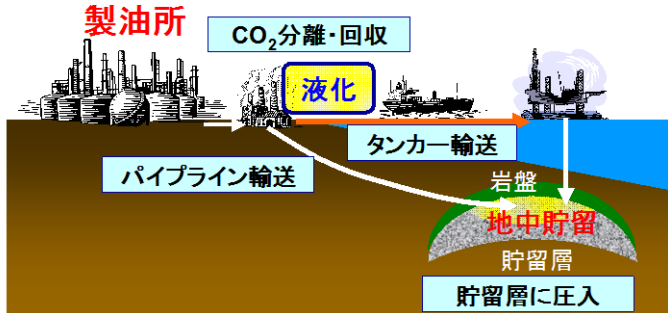 製油所
CO₂分離・回収
液化
タンカー輸送
パイプライン輸送
岩盤
地中貯留
貯留層
貯留層に圧入